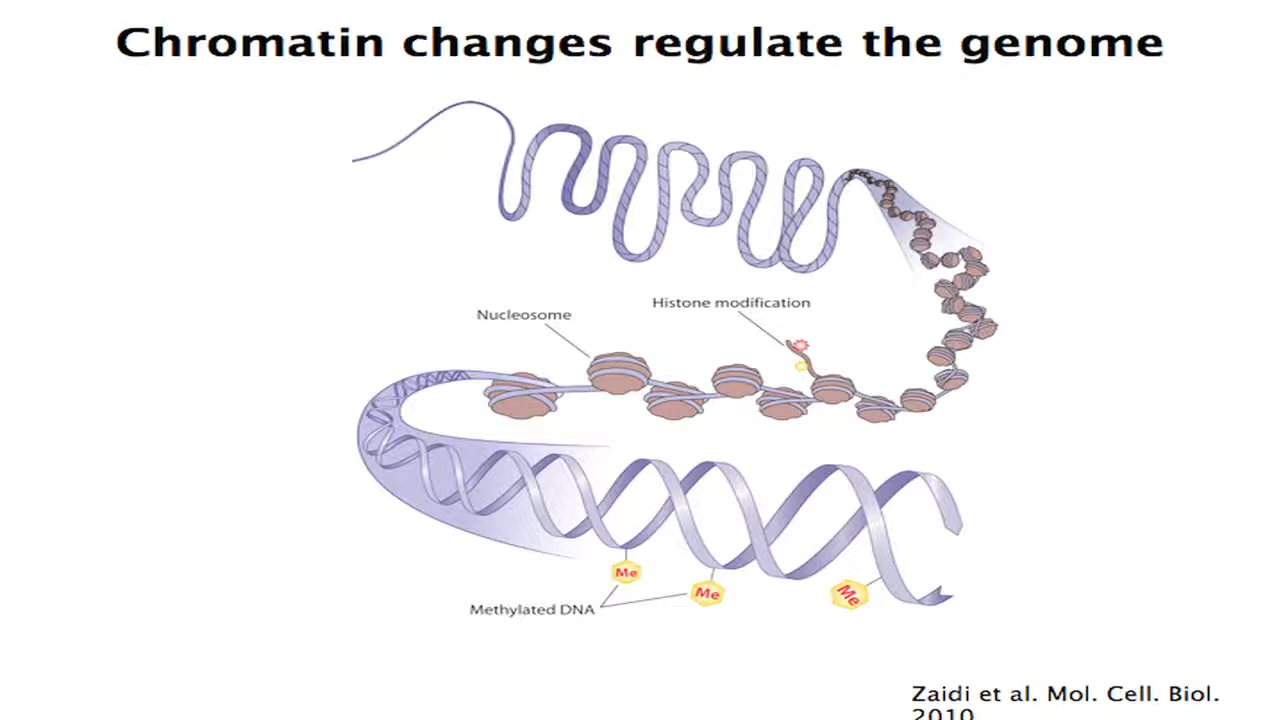 Chromatin changes regulate the genome
Histone modification
Nucleosome
Me
Me
Me
Methylated DNA
Zaidi et al. Mol. Cell. Biol.
2010